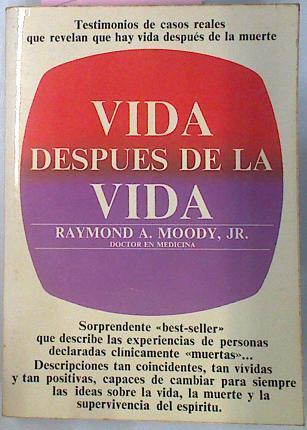 Testimonios de casos reales
que revelan que hay vida después de la muerte
VIDA
DESPUES DE LA
VIDA
RAYMOND A. MOODY, JR.
DOCTOR EN MEDICINA
Sorprendente «best-seller»
que describe las experiencias de personas
declaradas clínicamente «muertas»...
Descripciones tan coincidentes, tan vividas
y tan positivas, capaces de cambiar para siempre
las ideas sobre la vida, la muerte y la
supervivencia del espíritu.